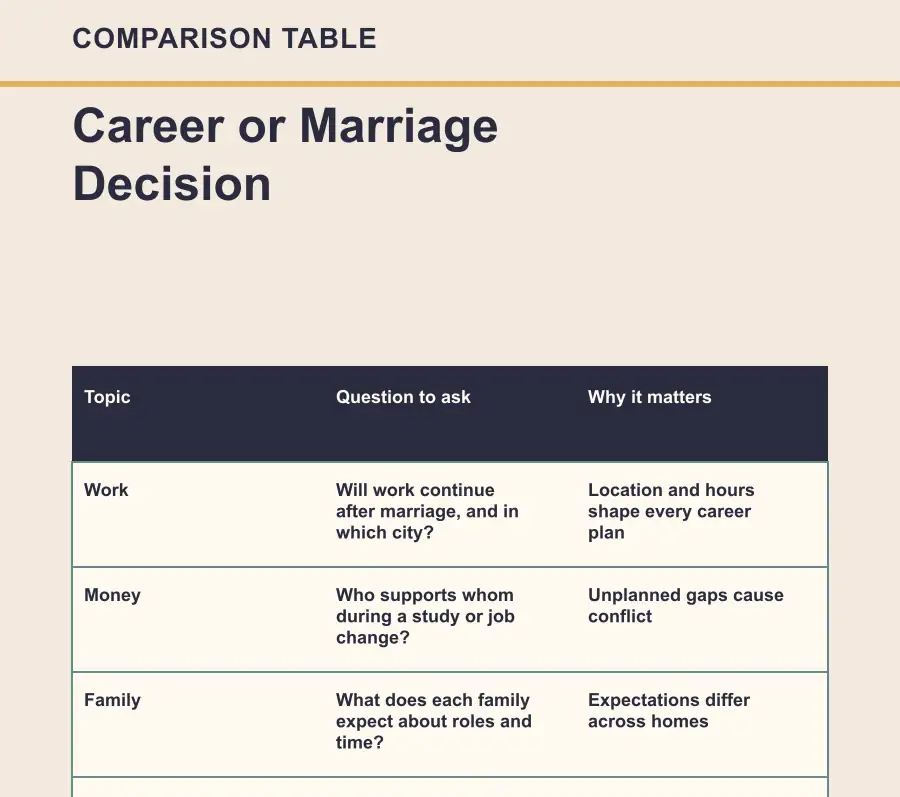 COMPARISON TABLE
Career or Marriage
Decision
Topic
Question to ask
Why it matters
Work
Will work continue
after marriage, and in
which city?
Location and hours
shape every career
plan
Money
Who supports whom
during a study or job
change?
Unplanned gaps cause
conflict
Family
What does each family
expect about roles and
time?
Expectations differ
across homes